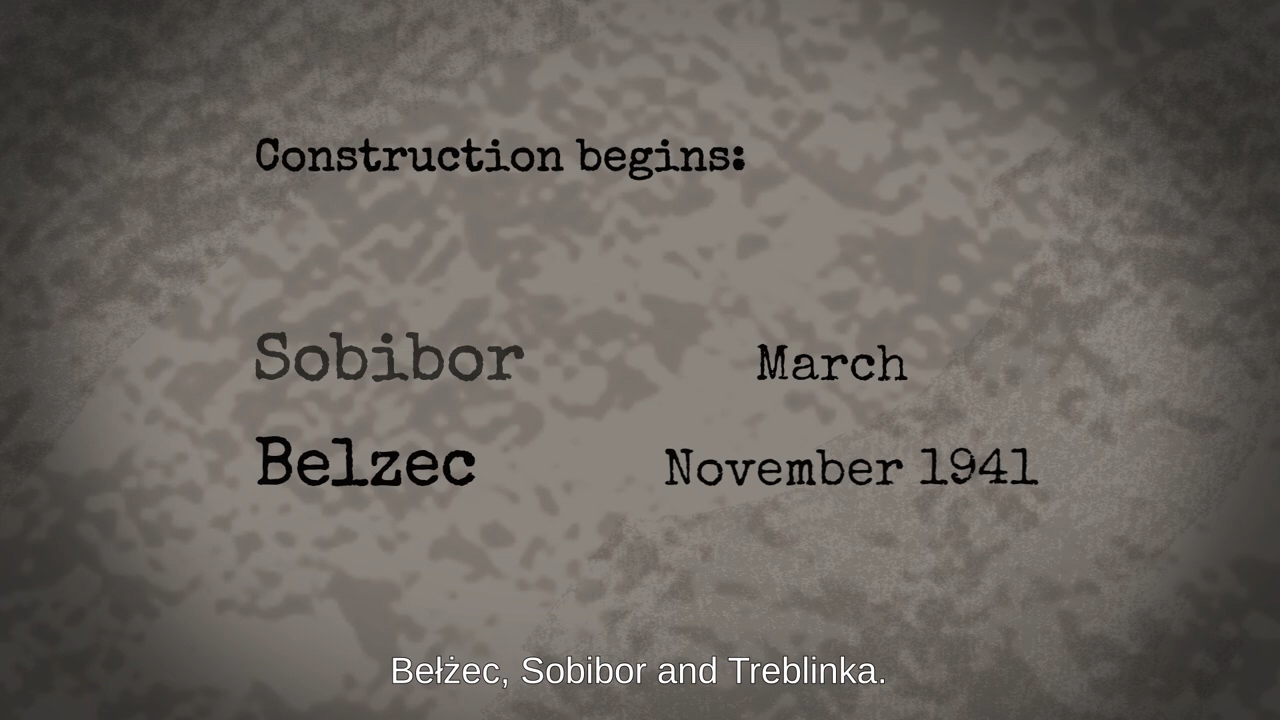 Construction begins:
Sobibor March
Belzec November 1941
Bełżec, Sobibor and Treblinka.